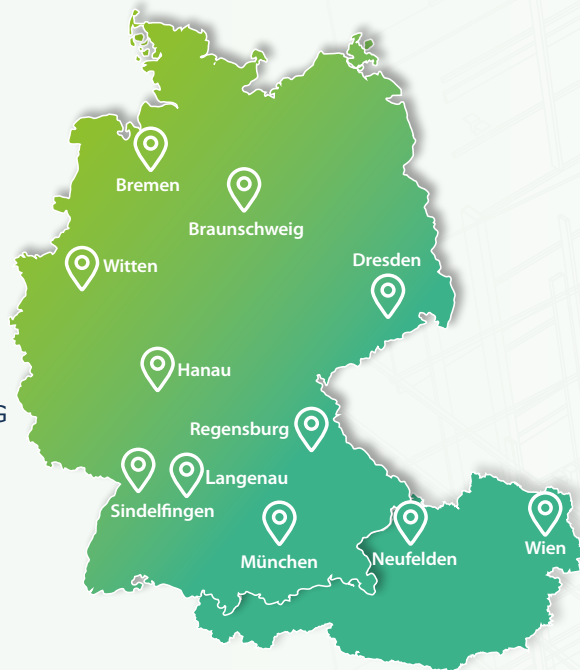 Bremen
Braunschweig
Witten
Dresden
Hanau
G
Regensburg
Langenau
Sindelfingen
München
Neufelden
Wien